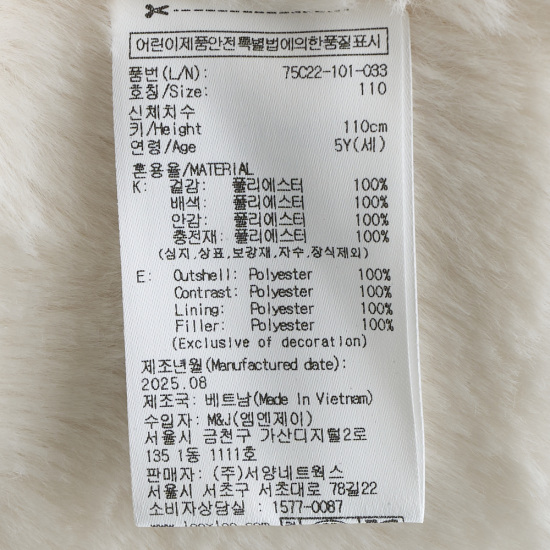 어린이제품안전특별법에의한품질표시
품번(L/N): 75C22-101-033
호칭/Size: 110
신체치수
키/Height 110cm
연령/Age 5Y(세)
혼용율/MATERIAL
K: 겉감: 폴리에스터 100%
배색: 폴리에스터 100%
안감: 폴리에스터 100%
충전재: 폴리에스터 100%
(심지,상표,보강재,자수,장식제외)
E: Outshell: Polyester 100%
Contrast: Polyester 100%
Lining: Polyester 100%
Filler: Polyester 100%
(Exclusive of decoration)
제조년월(Manufactured date):
2025.08
제조국: 베트남(Made In Vietnam)
수입자: M&J(엠엔제이)
서울시 금천구 가산디지털2로
135 1동 1111호
판매자: (주)서양네트웍스
서울시 서초구 서초대로 78길22
소비자상담실 : 1577-0087